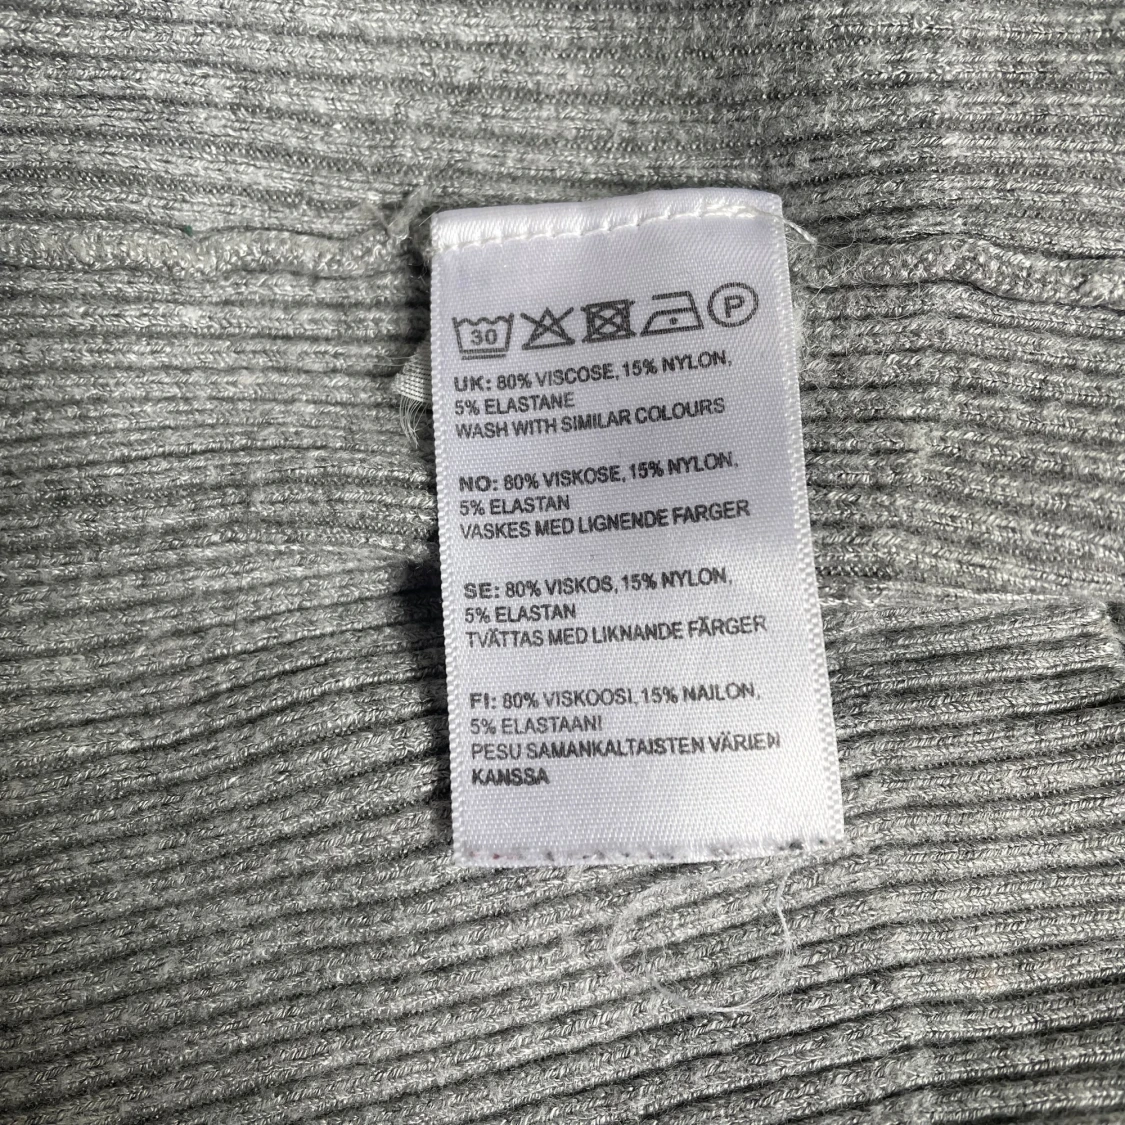 30 P
UK: 80% VISCOSE, 15% NYLON,
5% ELASTANE
WASH WITH SIMILAR COLOURS
NO: 80% VISKOSE, 15% NYLON,
5% ELASTAN
VASKES MED LIGNENDE FARGER
SE: 80% VISKOS, 15% NYLON,
5% ELASTAN
TVÄTTAS MED LIKNANDE FÄRGER
FI: 80% VISKOOSI, 15% NAILON,
5% ELASTAANI
PESU SAMANKALTAISTEN VÄRIEN
KANSSA